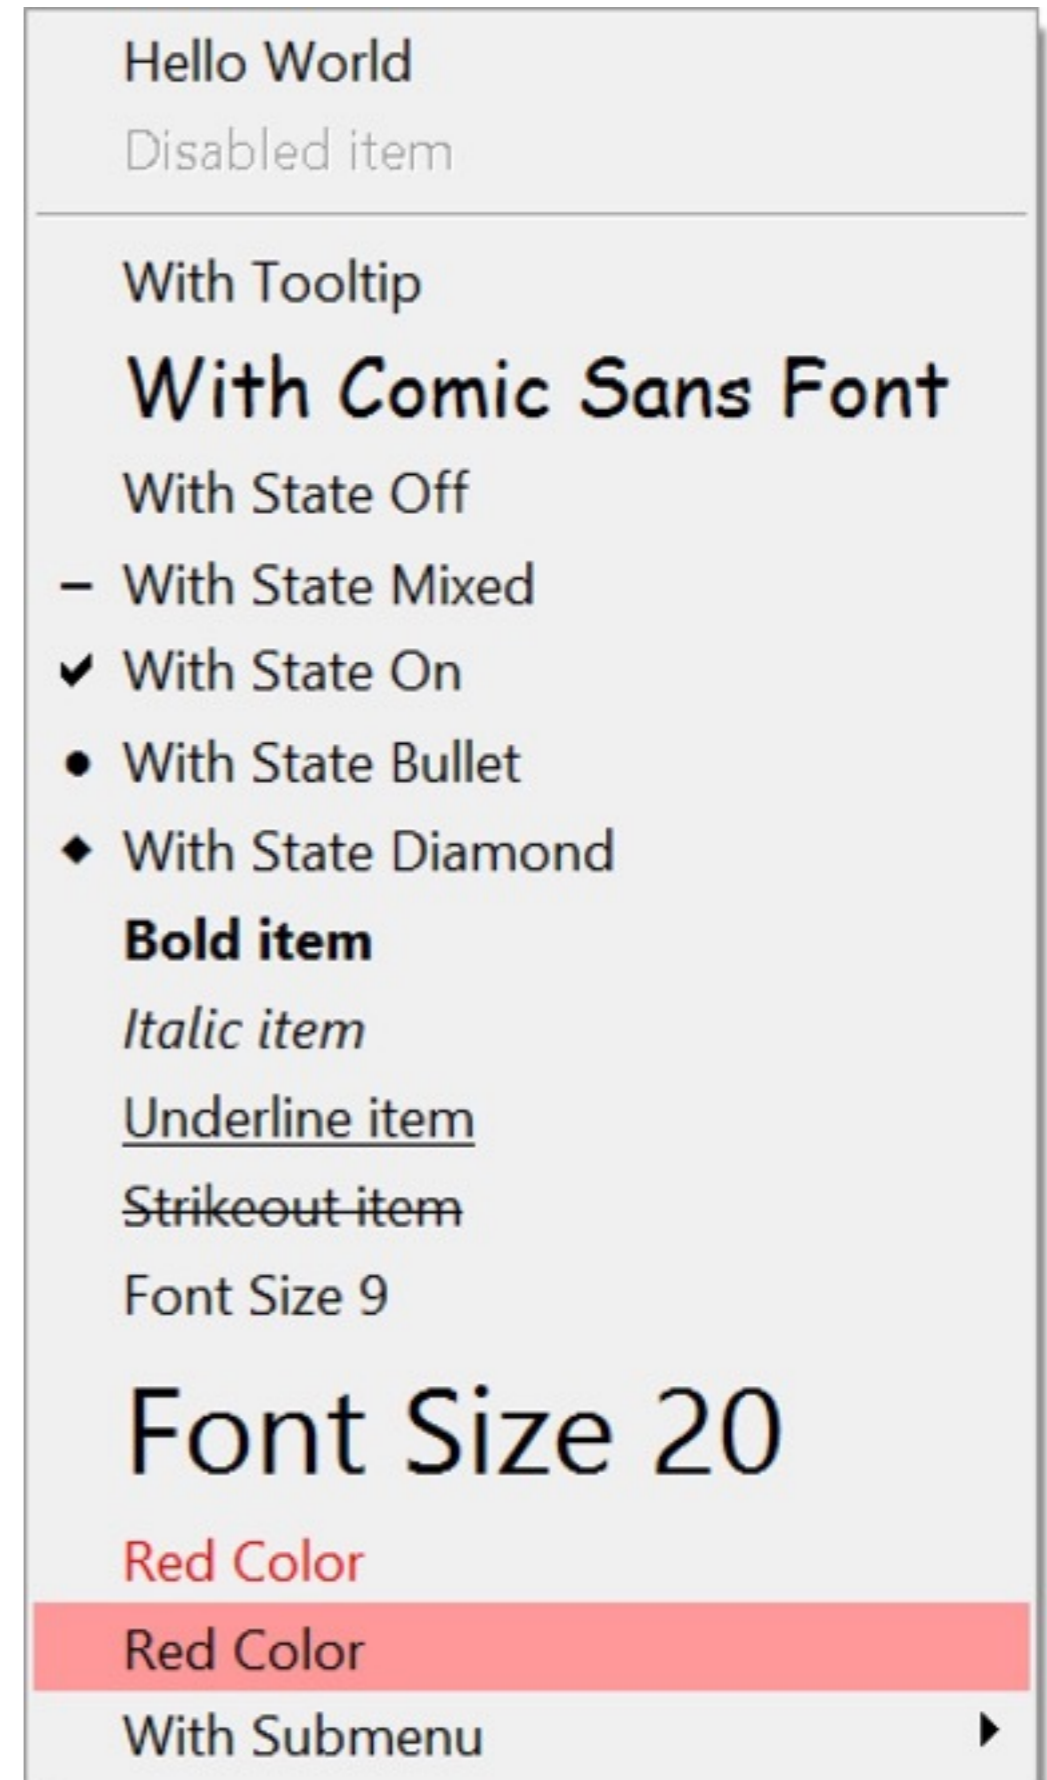 Hello World
Disabled item
With Tooltip
With Comic Sans Font
With State Off
With State Mixed
With State On
With State Bullet
With State Diamond
Bold item
Italic item
Underline item
Strikeout item
Font Size 9
Font Size 20
Red Color
Red Color
With Submenu